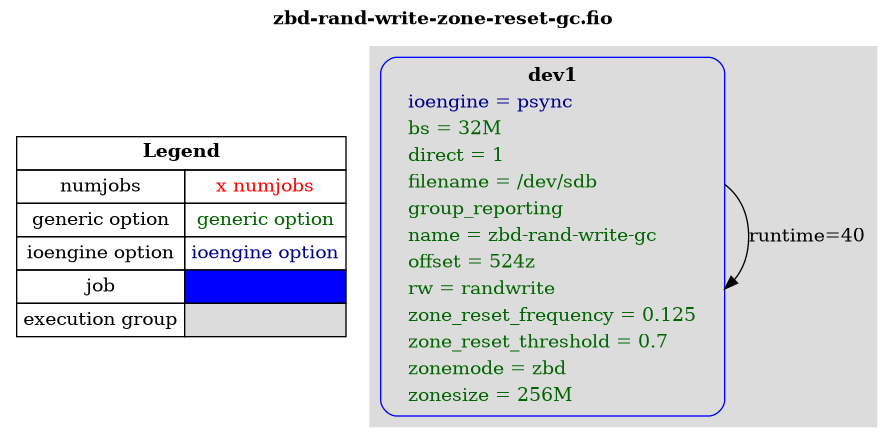 zbd-rand-write-zone-reset-gc.fio
Legend
numjobs x numjobs
generic option generic option
ioengine option ioengine option
job
execution group
dev1
ioengine = psync
bs = 32M
direct = 1
filename = /dev/sdb
group_reporting
name = zbd-rand-write-gc
offset = 524z
rw = randwrite
zone_reset_frequency = 0.125
zone_reset_threshold = 0.7
zonemode = zbd
zonesize = 256M
runtime=40